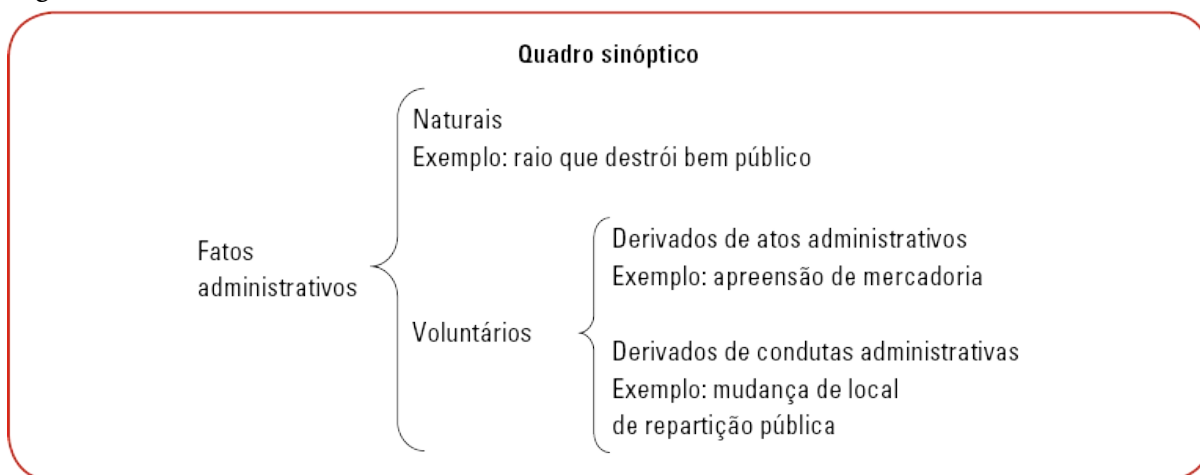 Quadro sinóptico
Naturais
Exemplo: raio que destrói bem público
Fatos
administrativos
Voluntários
Derivados de atos administrativos
Exemplo: apreensão de mercadoria
Derivados de condutas administrativas
Exemplo: mudança de local
de repartição pública